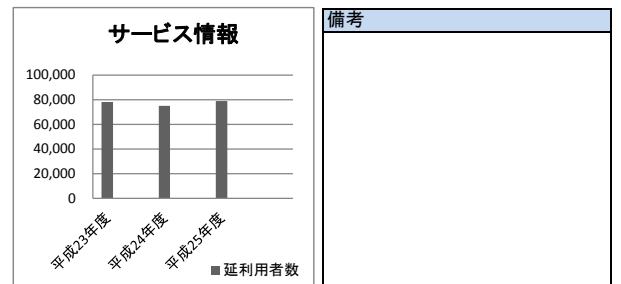 サービス情報
100,000
80,000
60,000
40,000
20,000
0
平成23年度
平成24年度
平成25年度
■延利用者数
備考